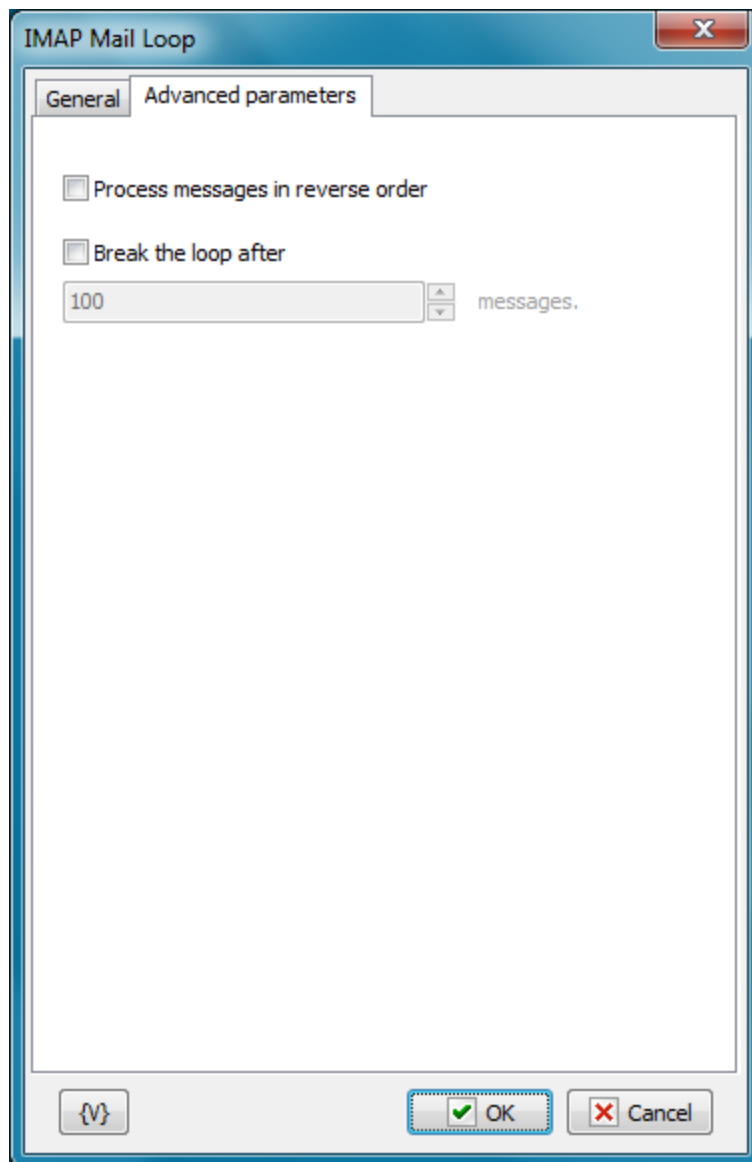 IMAP Mail Loop
General
Advanced parameters
Process messages in reverse order
Break the loop after
100 messages.
{V}
OK
Cancel